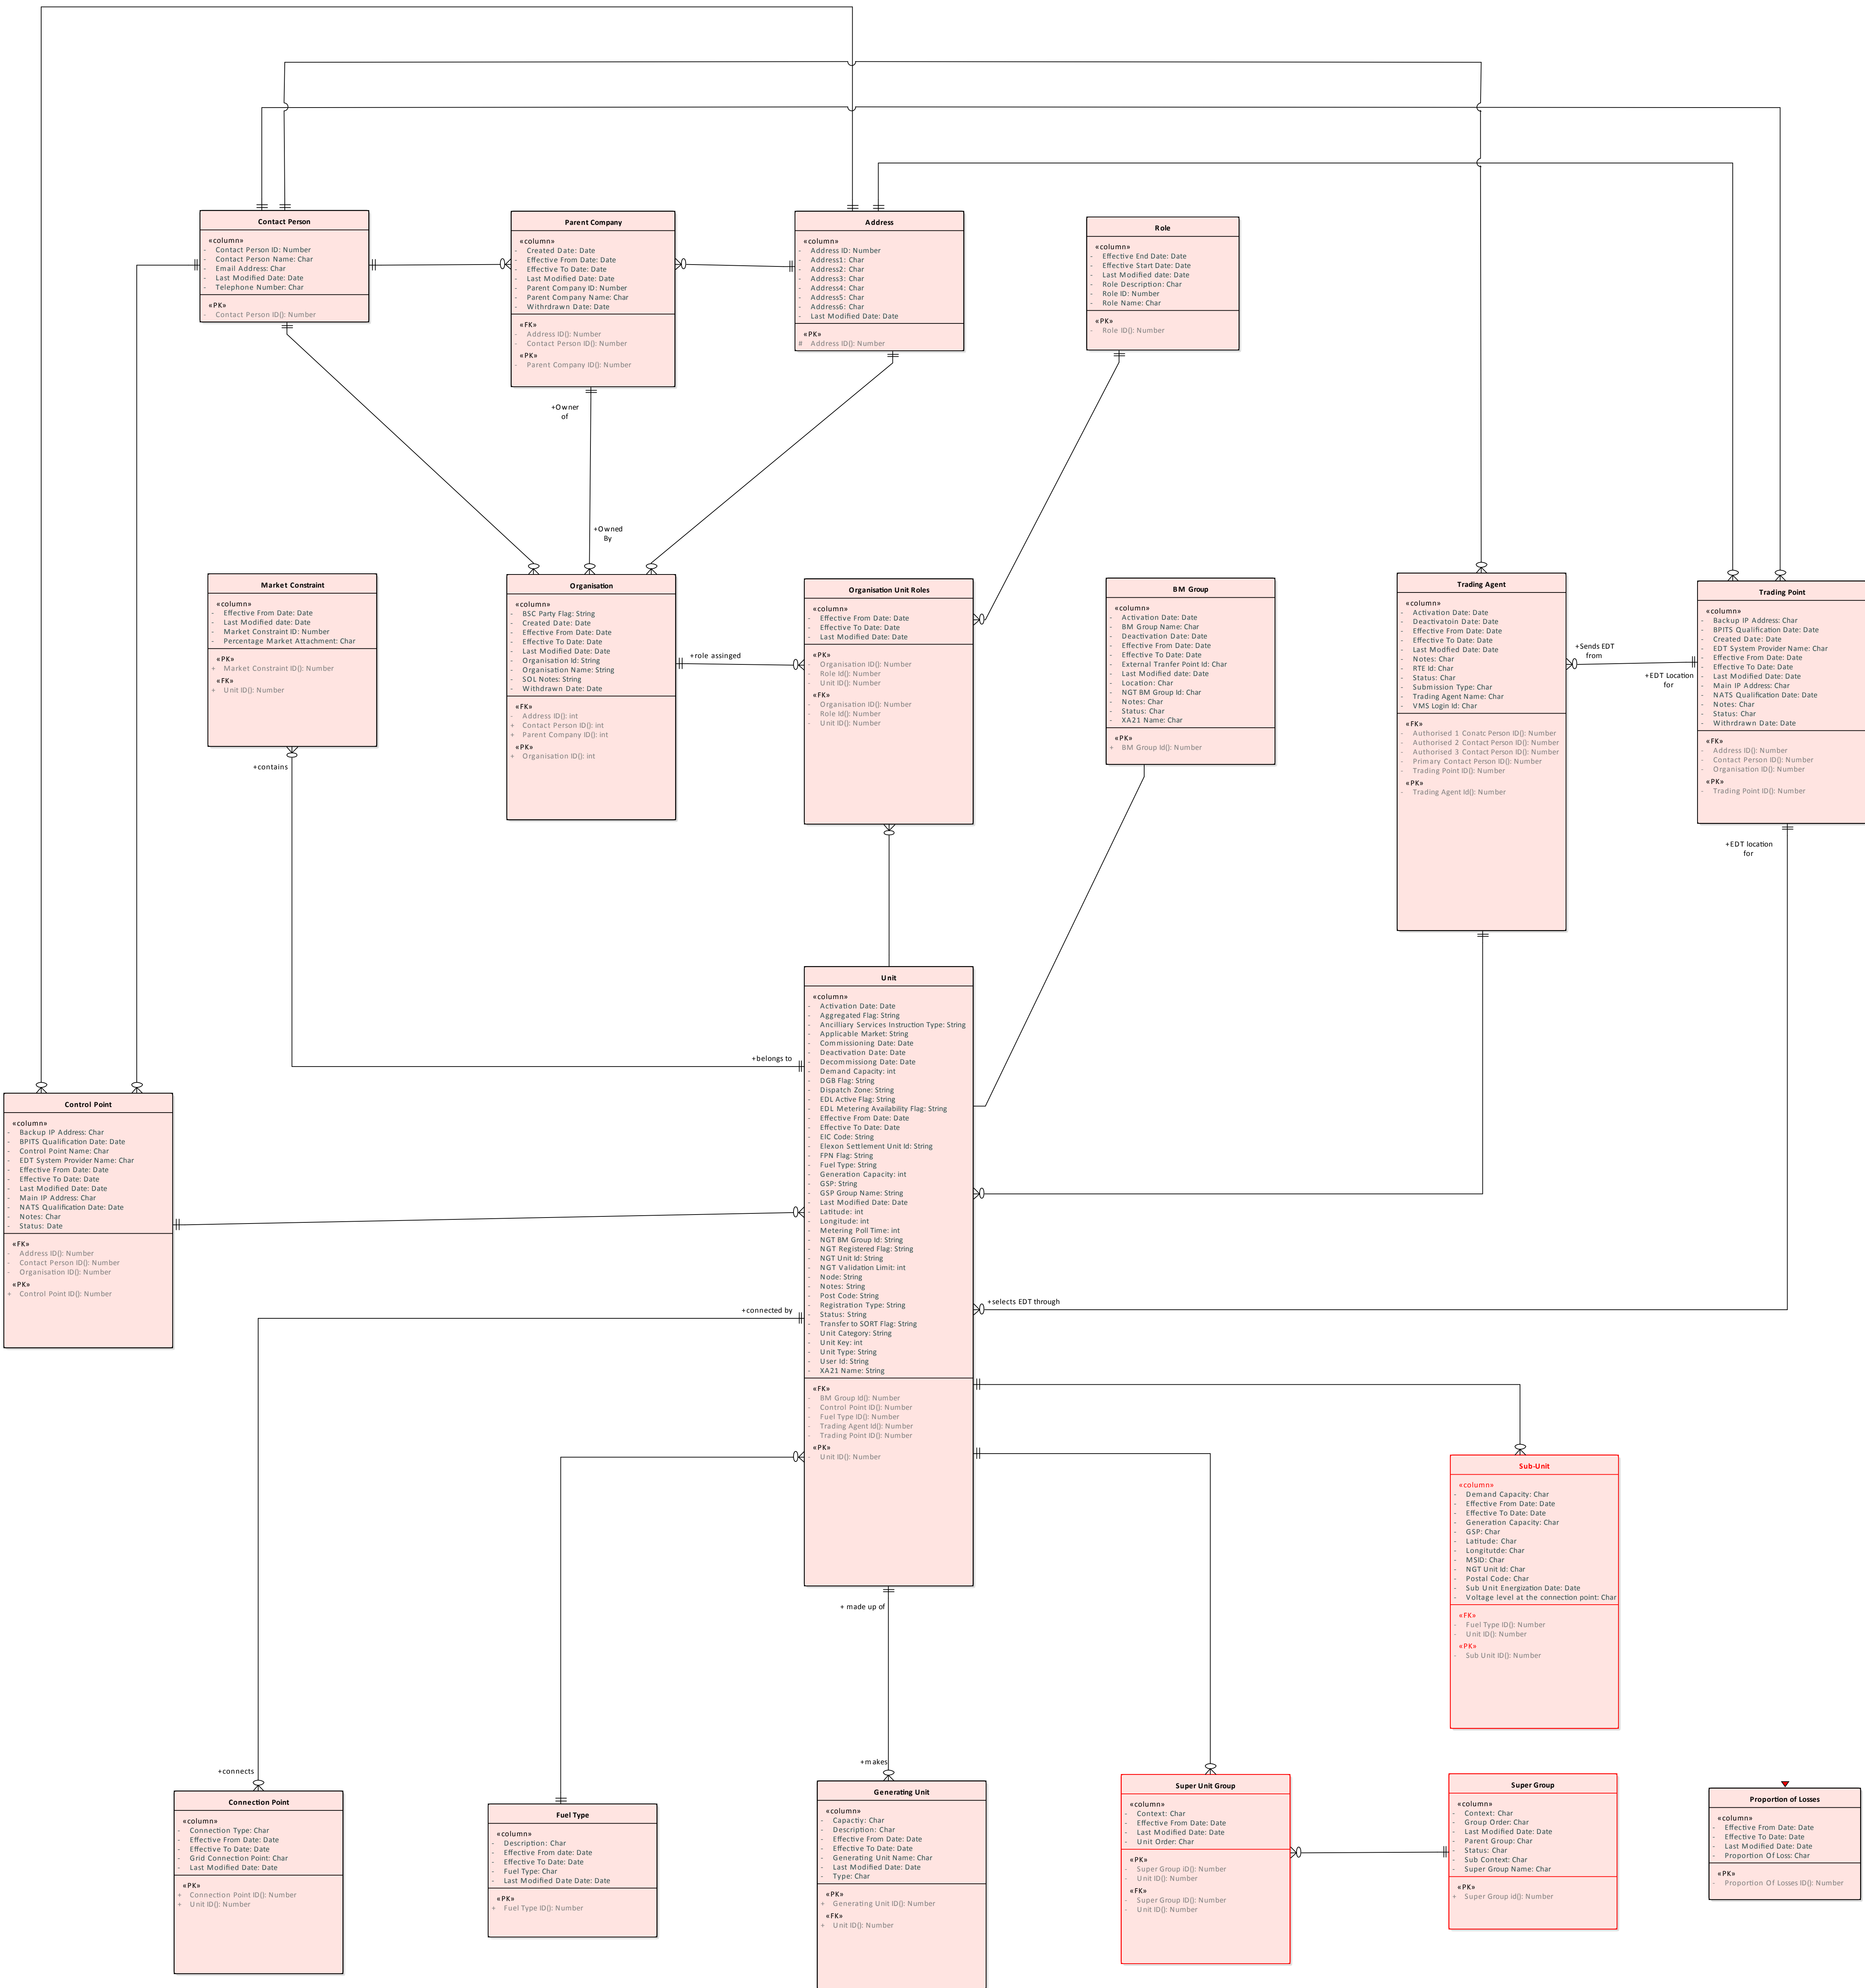 Contact Person
«column»
- Contact Person ID: Number
- Contact Person Name: Char
- Email Address: Char
- Last Modified Date: Date
- Telephone Number: Char
«PK»
- Contact Person ID(): Number
Parent Company
«column»
- Created Date: Date
- Effective From Date: Date
- Effective To Date: Date
- Last Modified Date: Date
- Parent Company ID: Number
- Parent Company Name: Char
- Withrdrawn Date: Date
«FK»
- Address ID(): Number
- Contact Person ID(): Number
«PK»
- Parent Company ID(): Number
Address
«column»
- Address ID: Number
- Address1: Char
- Address2: Char
- Address3: Char
- Address4: Char
- Address5: Char
- Address6: Char
- Last Modified Date: Date
«PK»
# Address ID(): Number
Role
«column»
- Effective End Date: Date
- Effective Start Date: Date
- Last Modified date: Date
- Role Description: Char
- Role ID: Number
- Role Name: Char
«PK»
- Role ID(): Number
+Owner
of
+Owned
By
Market Constraint
«column»
- Effective From Date: Date
- Last Modified date: Date
- Market Constraint ID: Number
- Percentage Market Attachment: Char
«PK»
+ Market Constraint ID(): Number
«FK»
+ Unit ID(): Number
+contains
Organisation
«column»
- BSC Party Flag: String
- Created Date: Date
- Effective From Date: Date
- Effective To Date: Date
- Last Modified Date: Date
- Organisation Id: String
- Organisation Name: String
- SOL Notes: String
- Withdrawn Date: Date
«FK»
- Address ID(): int
+ Contact Person ID(): int
+ Parent Company ID(): int
«PK»
+ Organisation ID(): int
+role assinged
Organisation Unit Roles
«column»
- Effective From Date: Date
- Effective To Date: Date
- Last Modified Date: Date
«PK»
- Organisation ID(): Number
- Role Id(): Number
- Unit ID(): Number
«FK»
- Organisation ID(): Number
- Role Id(): Number
- Unit ID(): Number
BM Group
«column»
- Activation Date: Date
- BM Group Name: Char
- Deactivation Date: Date
- Effective From Date: Date
- Effective To Date: Date
- External Tranfer Point Id: Char
- Last Modified date: Date
- Location: Char
- NGT BM Group Id: Char
- Notes: Char
- Status: Char
- XA21 Name: Char
«PK»
+ BM Group Id(): Number
Trading Agent
«column»
- Activation Date: Date
- Deactivatoin Date: Date
- Effective From Date: Date
- Effective To Date: Date
- Last Modfied Date: Date
- Notes: Char
- RTE Id: Char
- Status: Char
- Submission Type: Char
- Trading Agent Name: Char
- VMS Login Id: Char
«FK»
- Authorised 1 Conatc Person ID(): Number
- Authorised 2 Contact Person ID(): Number
- Authorised 3 Contact Person ID(): Number
- Primary Contact Person ID(): Number
- Trading Point ID(): Number
«PK»
- Trading Agent Id(): Number
+Sends EDT
from
+EDT Location
for
Trading Point
«column»
- Backup IP Address: Char
- BPITS Qualification Date: Date
- Created Date: Date
- EDT System Provider Name: Char
- Effective From Date: Date
- Effective To Date: Date
- Last Modified Date: Date
- Main IP Address: Char
- NATS Qualification Date: Date
- Notes: Char
- Status: Char
- Withrdrawn Date: Date
«FK»
- Address ID(): Number
- Contact Person ID(): Number
- Organisation ID(): Number
«PK»
- Trading Point ID(): Number
+EDT location
for
+belongs to
Unit
«column»
- Activation Date: Date
- Aggregated Flag: String
- Ancilliary Services Instruction Type: String
- Applicable Market: String
- Commissioning Date: Date
- Deactivation Date: Date
- Decommissiong Date: Date
- Demand Capacity: int
- DGB Flag: String
- Dispatch Zone: String
- EDL Active Flag: String
- EDL Metering Availability Flag: String
- Effective From Date: Date
- Effective To Date: Date
- EIC Code: String
- Elexon Settlement Unit Id: String
- FPN Flag: String
- Fuel Type: String
- Generation Capacity: int
- GSP: String
- GSP Group Name: String
- Last Modified Date: Date
- Latitude: int
- Longitude: int
- Metering Poll Time: int
- NGT BM Group Id: String
- NGT Registered Flag: String
- NGT Unit Id: String
- NGT Validation Limit: int
- Node: String
- Notes: String
- Post Code: String
- Registration Type: String
- Status: String
- Transfer to SORT Flag: String
- Unit Category: String
- Unit Key: int
- Unit Type: String
- User Id: String
- XA21 Name: String
«FK»
- BM Group Id(): Number
- Control Point ID(): Number
- Fuel Type ID(): Number
- Trading Agent Id(): Number
- Trading Point ID(): Number
«PK»
- Unit ID(): Number
Control Point
«column»
- Backup IP Address: Char
- BPITS Qualification Date: Date
- Control Point Name: Char
- EDT System Provider Name: Char
- Effective From Date: Date
- Effective To Date: Date
- Last Modified Date: Date
- Main IP Address: Char
- NATS Qualification Date: Date
- Notes: Char
- Status: Date
«FK»
- Address ID(): Number
- Contact Person ID(): Number
- Organisation ID(): Number
«PK»
+ Control Point ID(): Number
+connected by
+selects EDT through
Sub-Unit
«column»
- Demand Capacity: Char
- Effective From Date: Date
- Effective To Date: Date
- Generation Capacity: Char
- GSP: Char
- Latitude: Char
- Longitutde: Char
- MSID: Char
- NGT Unit Id: Char
- Postal Code: Char
- Sub Unit Energization Date: Date
- Voltage level at the connection point: Char
«FK»
- Fuel Type ID(): Number
- Unit ID(): Number
«PK»
- Sub Unit ID(): Number
+ made up of
+makes
+connects
Connection Point
«column»
- Connection Type: Char
- Effective From Date: Date
- Effective To Date: Date
- Grid Connection Point: Char
- Last Modified Date: Date
«PK»
+ Connection Point ID(): Number
+ Unit ID(): Number
Fuel Type
«column»
- Description: Char
- Effective From date: Date
- Effective To Date: Date
- Fuel Type: Char
- Last Modified Date Date: Date
«PK»
+ Fuel Type ID(): Number
Generating Unit
«column»
- Capactiy: Char
- Description: Char
- Effective From Date: Date
- Effective To Date: Date
- Generating Unit Name: Char
- Last Modified Date: Date
- Type: Char
«PK»
+ Generating Unit ID(): Number
«FK»
+ Unit ID(): Number
Super Unit Group
«column»
- Context: Char
- Effective From Date: Date
- Last Modified Date: Date
- Unit Order: Char
«PK»
- Super Group ID(): Number
- Unit ID(): Number
«FK»
- Super Group ID(): Number
- Unit ID(): Number
Super Group
«column»
- Context: Char
- Group Order: Char
- Last Modified Date: Date
- Parent Group: Char
- Status: Char
- Sub Context: Char
- Super Group Name: Char
«PK»
+ Super Group Id(): Number
Proportion of Losses
«column»
- Effective From Date: Date
- Effective To Date: Date
- Last Modified Date: Date
- Proportion Of Loss: Char
«PK»
- Proportion Of Losses ID(): Number